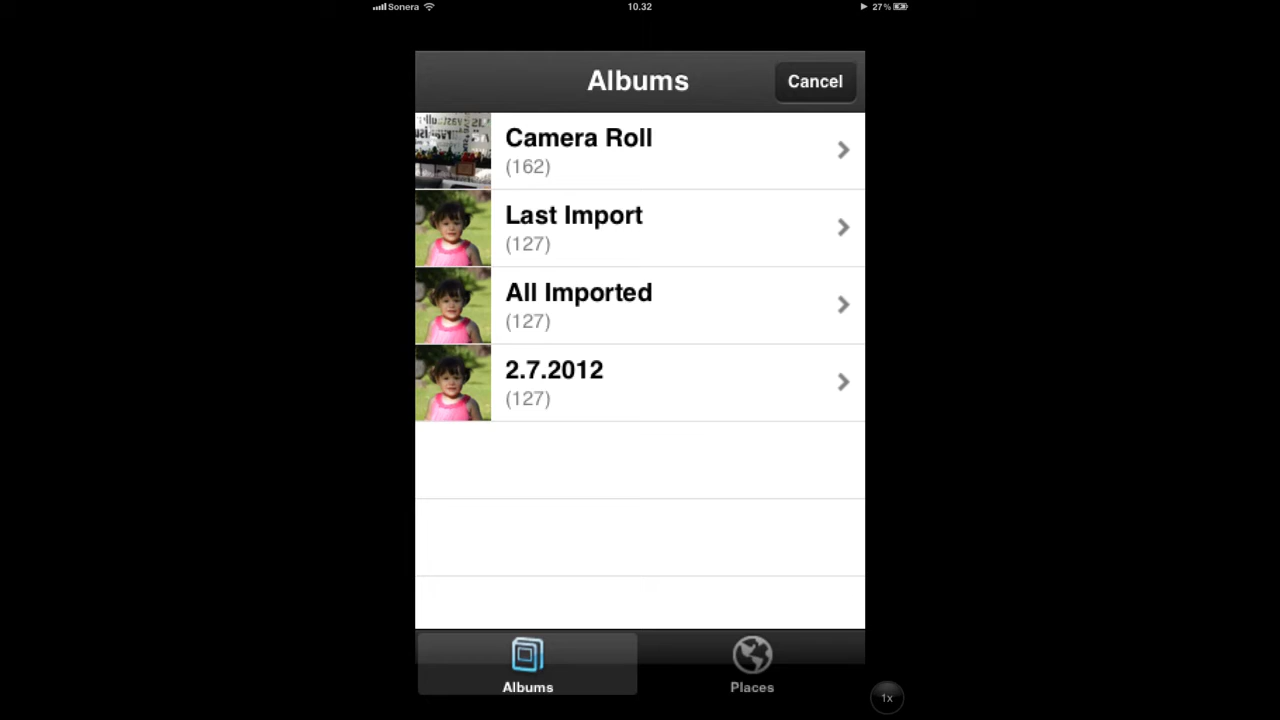 Sonera 10.32 27%
Albums Cancel
Camera Roll
(162)
Last Import
(127)
All Imported
(127)
2.7.2012
(127)
Albums Places
1x